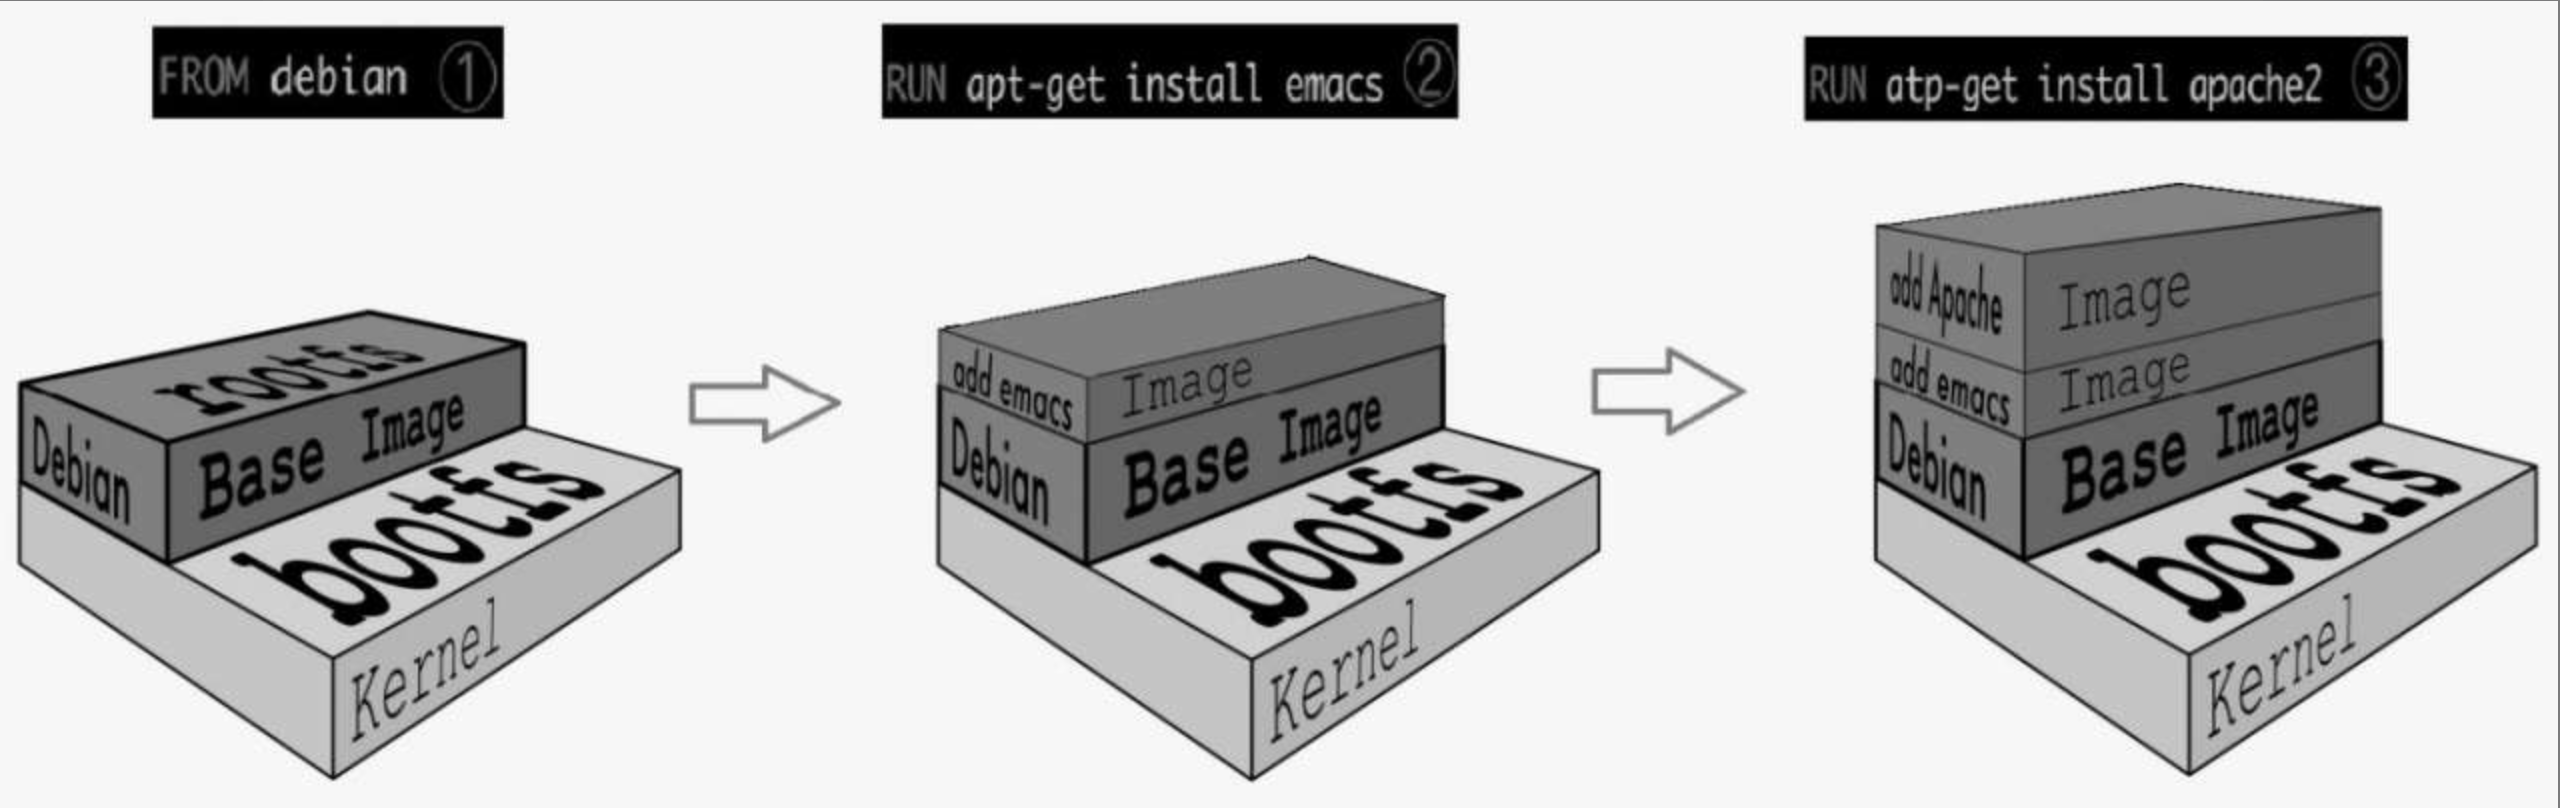 FROM debian ①
RUN apt-get install emacs ②
RUN atp-get install apache2 ③
rootfs
Debian
Base Image
bootfs
Kernel
add emacs
Image
Debian
Base Image
bootfs
Kernel
add Apache
Image
add emacs
Image
Debian
Base Image
bootfs
Kernel